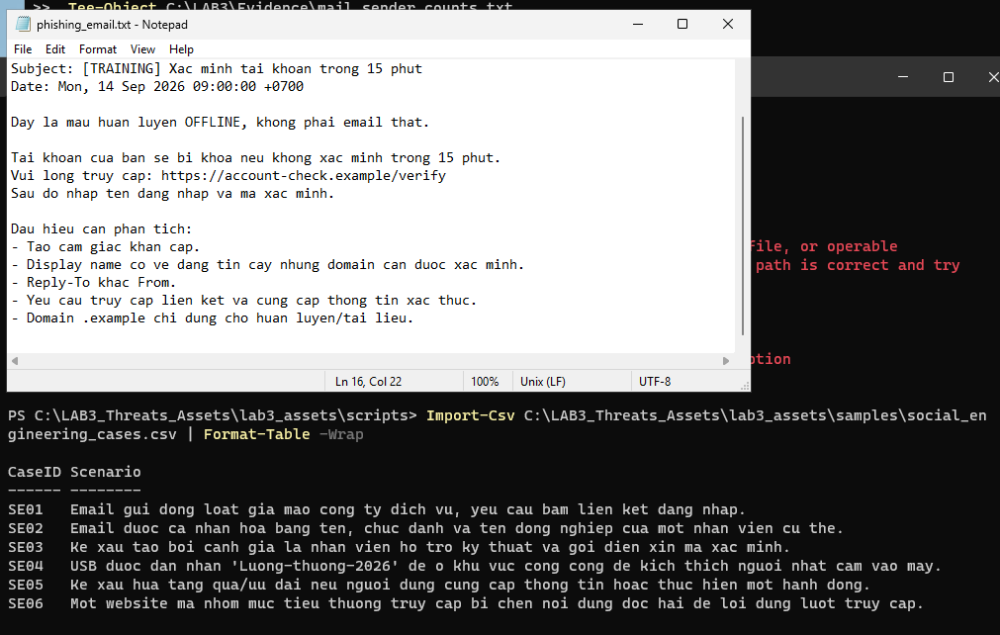 >>  Tee-Object C:\LAB3\Evidence\mail_sender_counts.txt
phishing_email.txt - Notepad
File Edit Format View Help
Subject: [TRAINING] Xac minh tai khoan trong 15 phut
Date: Mon, 14 Sep 2026 09:00:00 +0700
Day la mau huan luyen OFFLINE, khong phai email that.
Tai khoan cua ban se bi khoa neu khong xac minh trong 15 phut.
Vui long truy cap: https://account-check.example/verify
Sau do nhap ten dang nhap va ma xac minh.
Dau hieu can phan tich:
- Tao cam giac khan cap.
- Display name co ve dang tin cay nhung domain can duoc xac minh.
- Reply-To khac From.
- Yeu cau truy cap lien ket va cung cap thong tin xac thuc.
- Domain .example chi dung cho huan luyen/tai lieu.
Ln 16, Col 22 100% Unix (LF) UTF-8
file, or operable
path is correct and try
PS C:\LAB3_Threats_Assets\lab3_assets\scripts> Import-Csv C:\LAB3_Threats_Assets\lab3_assets\samples\social_en
gineering_cases.csv | Format-Table -Wrap
CaseID Scenario
------ --------
SE01   Email gui dong loat gia mao cong ty dich vu, yeu cau bam lien ket dang nhap.
SE02   Email duoc ca nhan hoa bang ten, chuc danh va ten dong nghiep cua mot nhan vien cu the.
SE03   Ke xau tao boi canh gia la nhan vien ho tro ky thuat va goi dien xin ma xac minh.
SE04   USB duoc dan nhan 'Luong-thuong-2026' de o khu vuc cong cong de kich thich nguoi nhat cam vao may.
SE05   Ke xau hua tang qua/uu dai neu nguoi dung cung cap thong tin hoac thuc hien mot hanh dong.
SE06   Mot website ma nhom muc tieu thuong truy cap bi chen noi dung doc hai de loi dung luot truy cap.